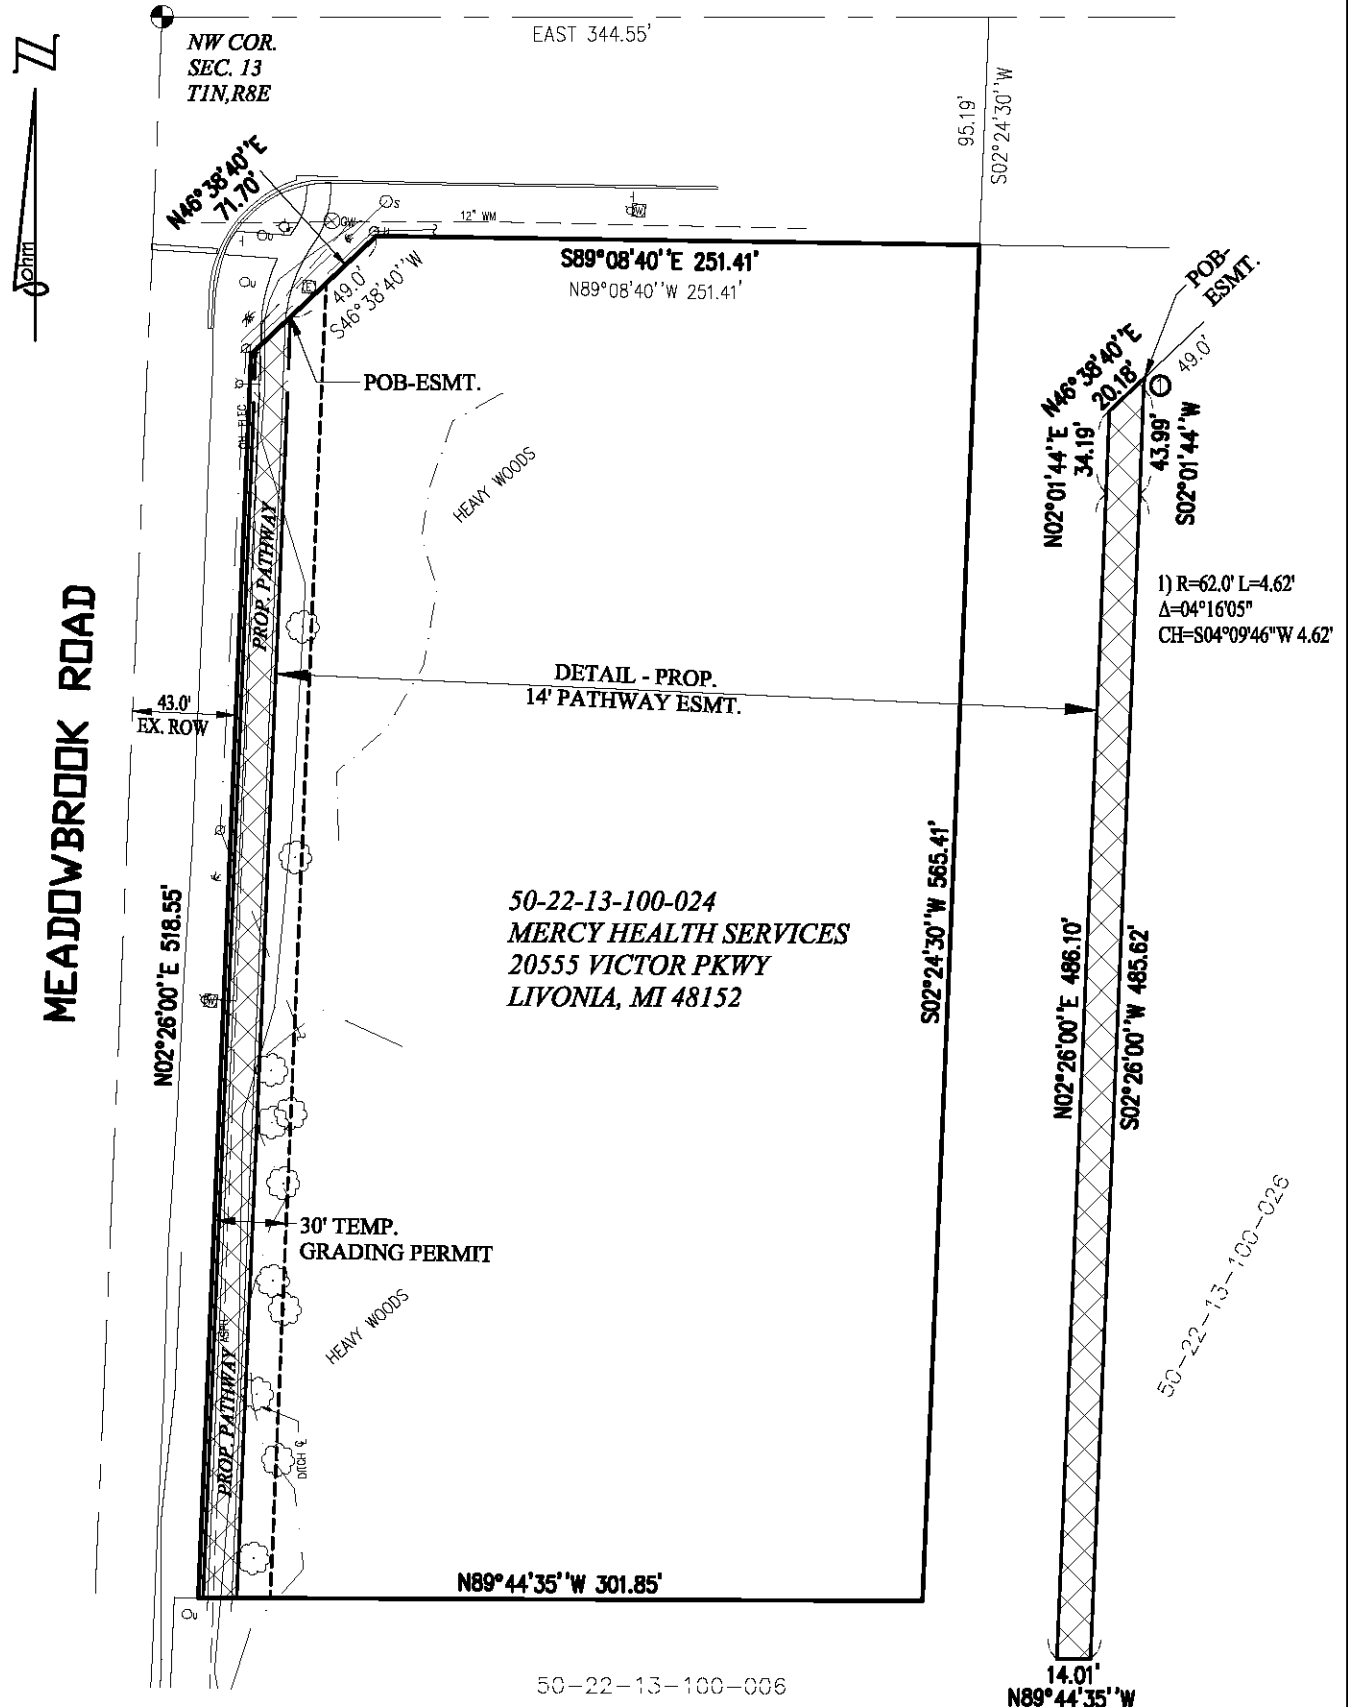 EAST 344.55'
NW COR.
SEC. 13
T1N,R8E
Z
ohm
95.19'
S02°24'30''W
N46°38'40''E
71.70'
S
GW
12" WM
W
S89°08'40''E 251.41'
N89°08'40''W 251.41'
49.0'
S46°38'40''W
POB-ESMT.
POB-
ESMT.
N46°38'40''E
20.18'
49.0'
1
N02°01'44''E
34.19'
43.99'
S02°01'44''W
1) R=62.0' L=4.62'
Δ=04°16'05"
CH=S04°09'46"W 4.62'
OH ELEC
HEAVY WOODS
PROP. PATHWAY
MEADOWBROOK ROAD
43.0'
EX. ROW
DETAIL - PROP.
14' PATHWAY ESMT.
N02°26'00''E 518.55'
50-22-13-100-024
MERCY HEALTH SERVICES
20555 VICTOR PKWY
LIVONIA, MI 48152
S02°24'30''W 565.41'
N02°26'00''E 486.10'
S02°26'00''W 485.62'
30' TEMP.
GRADING PERMIT
HEAVY WOODS
PROP. PATHWAY
ASPH
DITCH ℄
50-22-13-100-026
N89°44'35''W 301.85'
50-22-13-100-006
14.01'
N89°44'35''W